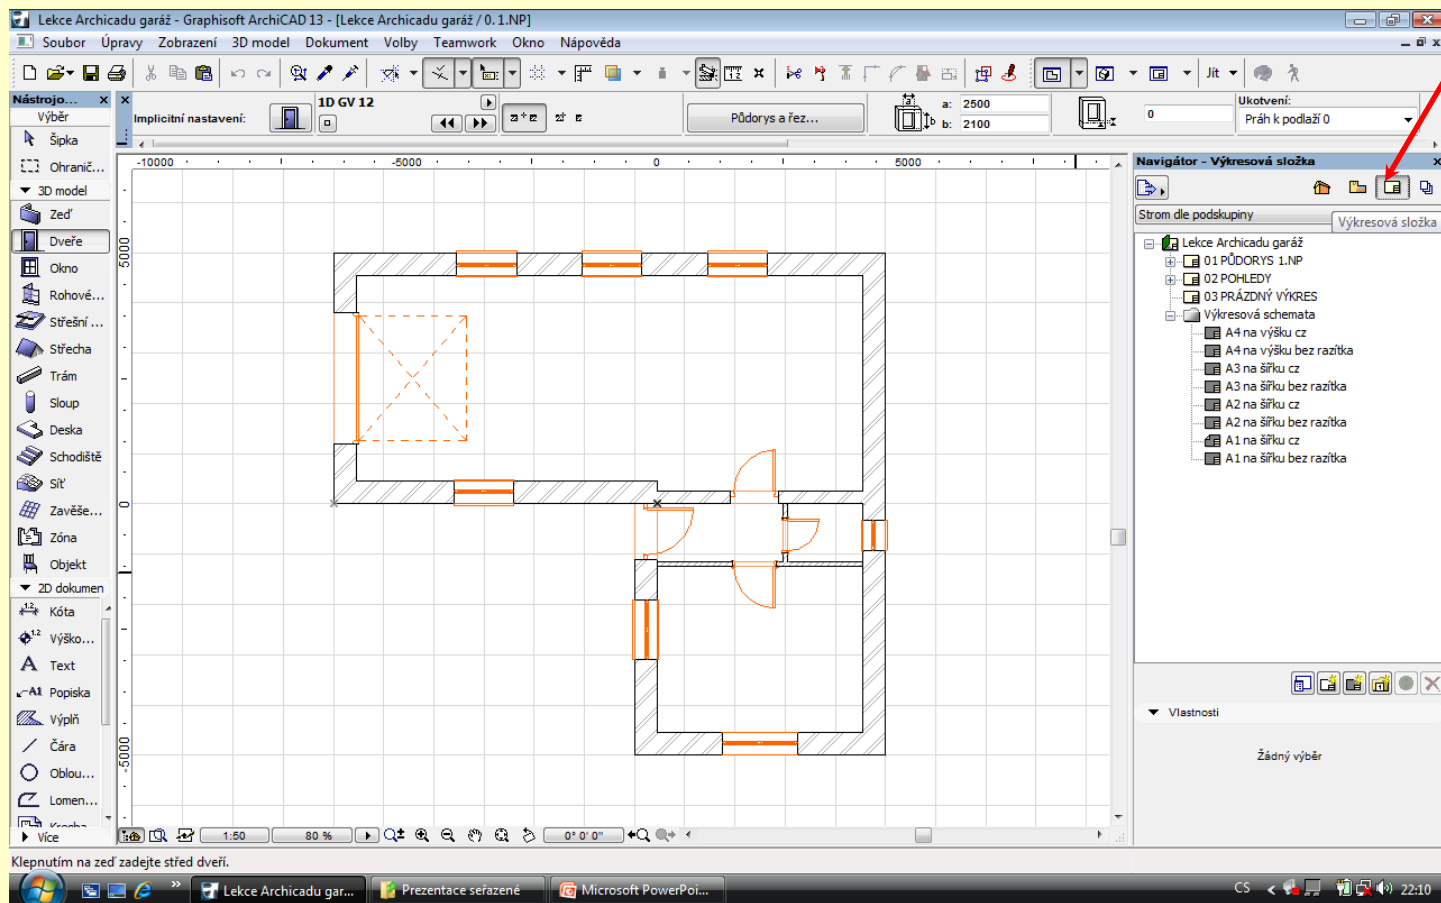 Lekce Archicadu garáž - Graphisoft ArchiCAD 13 - [Lekce Archicadu garáž / 0. 1.NP]
Soubor Úpravy Zobrazení 3D model Dokument Volby Teamwork Okno Nápověda
Jít
Nástrojo...
Výběr
Šipka
Ohranič...
3D model
Zeď
Dveře
Okno
Rohové...
Střešní ...
Střecha
Trám
Sloup
Deska
Schodiště
Síť
Zavěše...
Zóna
Objekt
2D dokumen
Kóta
Výško...
Text
Popiska
Výplň
Čára
Oblou...
Lomen...
Více
Implicitní nastavení:
1D GV 12
Půdorys a řez...
a: 2500
b: 2100
0
Ukotvení:
Práh k podlaží 0
-10000 -5000 0 5000
5000
0
-5000
Navigátor - Výkresová složka
Strom dle podskupiny
Výkresová složka
Lekce Archicadu garáž
01 PŮDORYS 1.NP
02 POHLEDY
03 PRÁZDNÝ VÝKRES
Výkresová schemata
A4 na výšku cz
A4 na výšku bez razítka
A3 na šířku cz
A3 na šířku bez razítka
A2 na šířku cz
A2 na šířku bez razítka
A1 na šířku cz
A1 na šířku bez razítka
Vlastnosti
Žádný výběr
1:50 80 % 0° 0' 0"
Klepnutím na zeď zadejte střed dveří.
Lekce Archicadu gar... Prezentace seřazené Microsoft PowerPoi... CS 22:10